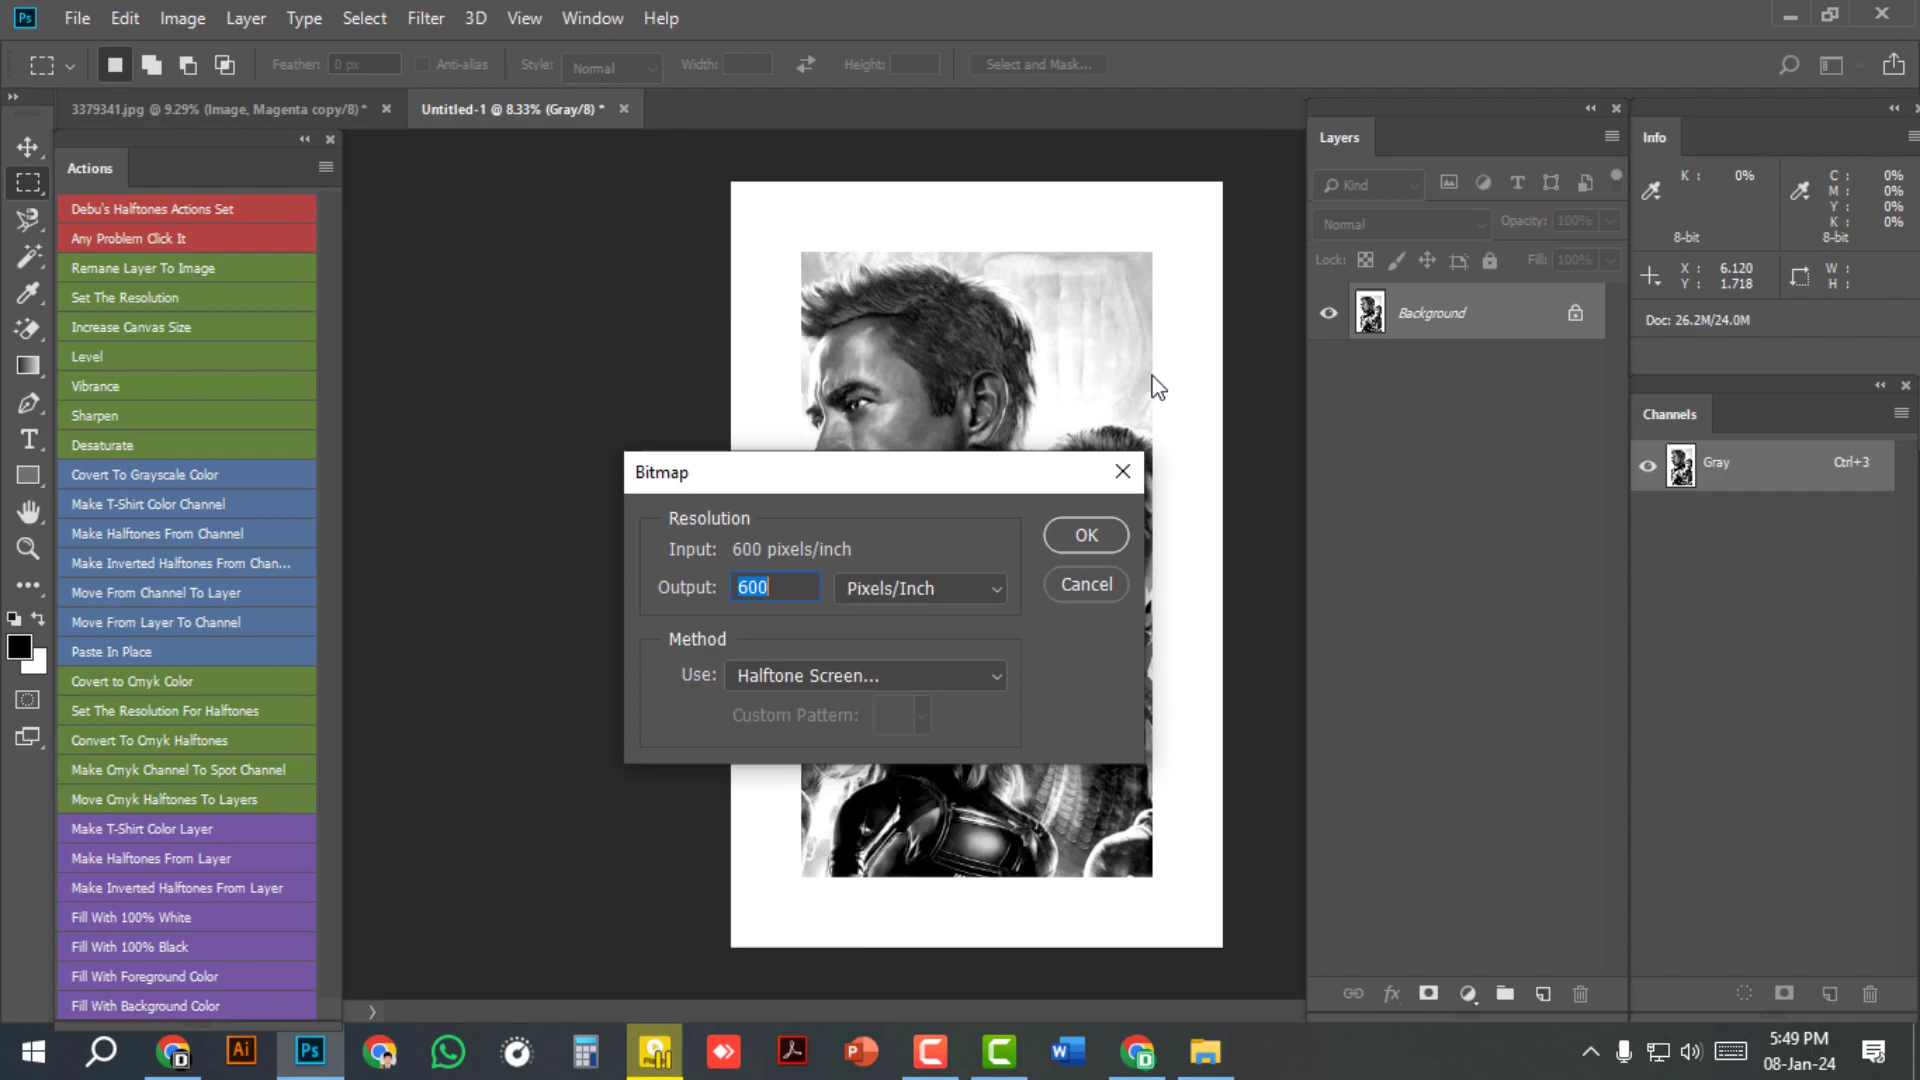 Ps File Edit Image Layer Type Select Filter 3D View Window Help
Feather: 0 px Anti-alias Style: Normal Width: Height: Select and Mask...
3379341.jpg @ 9.29% (Image, Magenta copy/8) * Untitled-1 @ 8.33% (Gray/8) *
Actions
Debu's Halftones Actions Set
Any Problem Click It
Remane Layer To Image
Set The Resolution
Increase Canvas Size
Level
Vibrance
Sharpen
Desaturate
Covert To Grayscale Color
Make T-Shirt Color Channel
Make Halftones From Channel
Make Inverted Halftones From Chan...
Move From Channel To Layer
Move From Layer To Channel
Paste In Place
Covert to Cmyk Color
Set The Resolution For Halftones
Convert To Cmyk Halftones
Make Cmyk Channel To Spot Channel
Move Cmyk Halftones To Layers
Make T-Shirt Color Layer
Make Halftones From Layer
Make Inverted Halftones From Layer
Fill With 100% White
Fill With 100% Black
Fill With Foreground Color
Fill With Background Color
Bitmap
Resolution
Input: 600 pixels/inch
Output: 600 Pixels/Inch
OK
Cancel
Method
Use: Halftone Screen...
Custom Pattern:
Layers
Kind
Normal Opacity: 100%
Lock: Fill: 100%
Background
Info
K : 0% C : 0%
M : 0%
Y : 0%
K : 0%
8-bit 8-bit
X : 6.120 W :
Y : 1.718 H :
Doc: 26.2M/24.0M
Channels
Gray Ctrl+3
5:49 PM
08-Jan-24